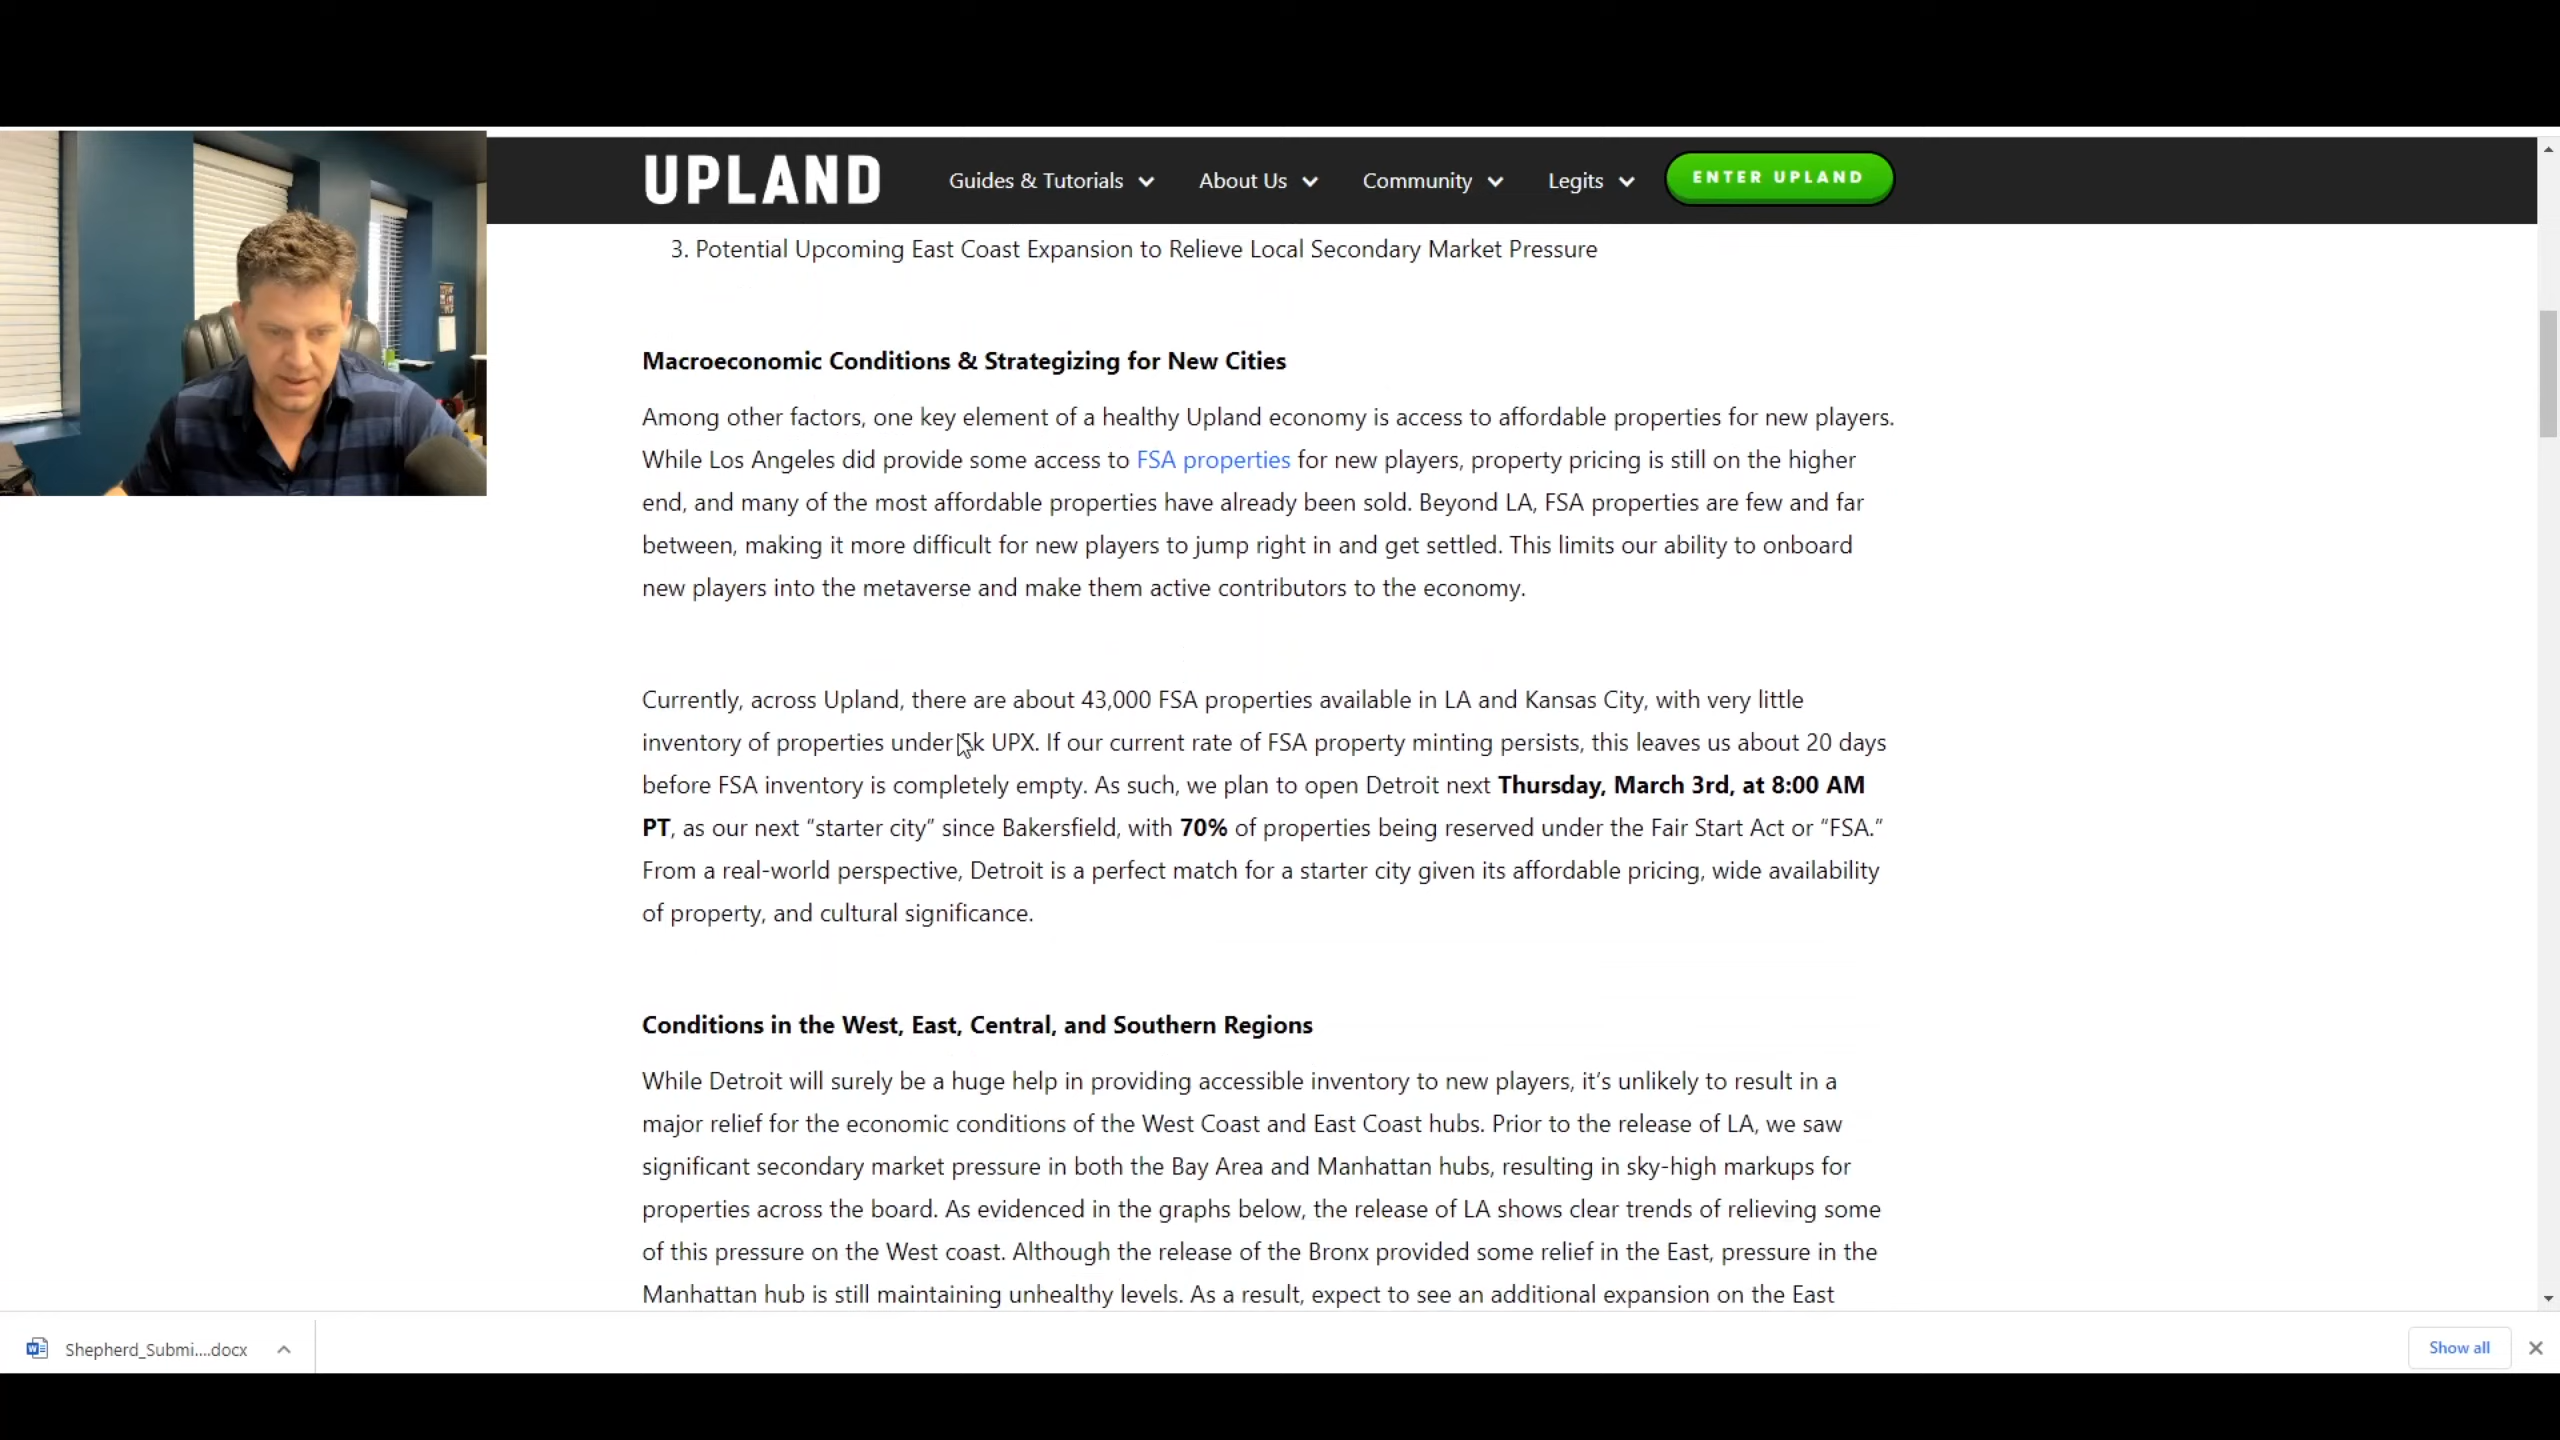 UPLAND
Guides & Tutorials
About Us
Community
Legits
ENTER UPLAND
3. Potential Upcoming East Coast Expansion to Relieve Local Secondary Market Pressure
Macroeconomic Conditions & Strategizing for New Cities
Among other factors, one key element of a healthy Upland economy is access to affordable properties for new players.
While Los Angeles did provide some access to FSA properties for new players, property pricing is still on the higher
end, and many of the most affordable properties have already been sold. Beyond LA, FSA properties are few and far
between, making it more difficult for new players to jump right in and get settled. This limits our ability to onboard
new players into the metaverse and make them active contributors to the economy.
Currently, across Upland, there are about 43,000 FSA properties available in LA and Kansas City, with very little
inventory of properties under 5k UPX. If our current rate of FSA property minting persists, this leaves us about 20 days
before FSA inventory is completely empty. As such, we plan to open Detroit next Thursday, March 3rd, at 8:00 AM
PT, as our next “starter city” since Bakersfield, with 70% of properties being reserved under the Fair Start Act or “FSA.”
From a real-world perspective, Detroit is a perfect match for a starter city given its affordable pricing, wide availability
of property, and cultural significance.
Conditions in the West, East, Central, and Southern Regions
While Detroit will surely be a huge help in providing accessible inventory to new players, it’s unlikely to result in a
major relief for the economic conditions of the West Coast and East Coast hubs. Prior to the release of LA, we saw
significant secondary market pressure in both the Bay Area and Manhattan hubs, resulting in sky-high markups for
properties across the board. As evidenced in the graphs below, the release of LA shows clear trends of relieving some
of this pressure on the West coast. Although the release of the Bronx provided some relief in the East, pressure in the
Manhattan hub is still maintaining unhealthy levels. As a result, expect to see an additional expansion on the East
Shepherd_Submi....docx
Show all